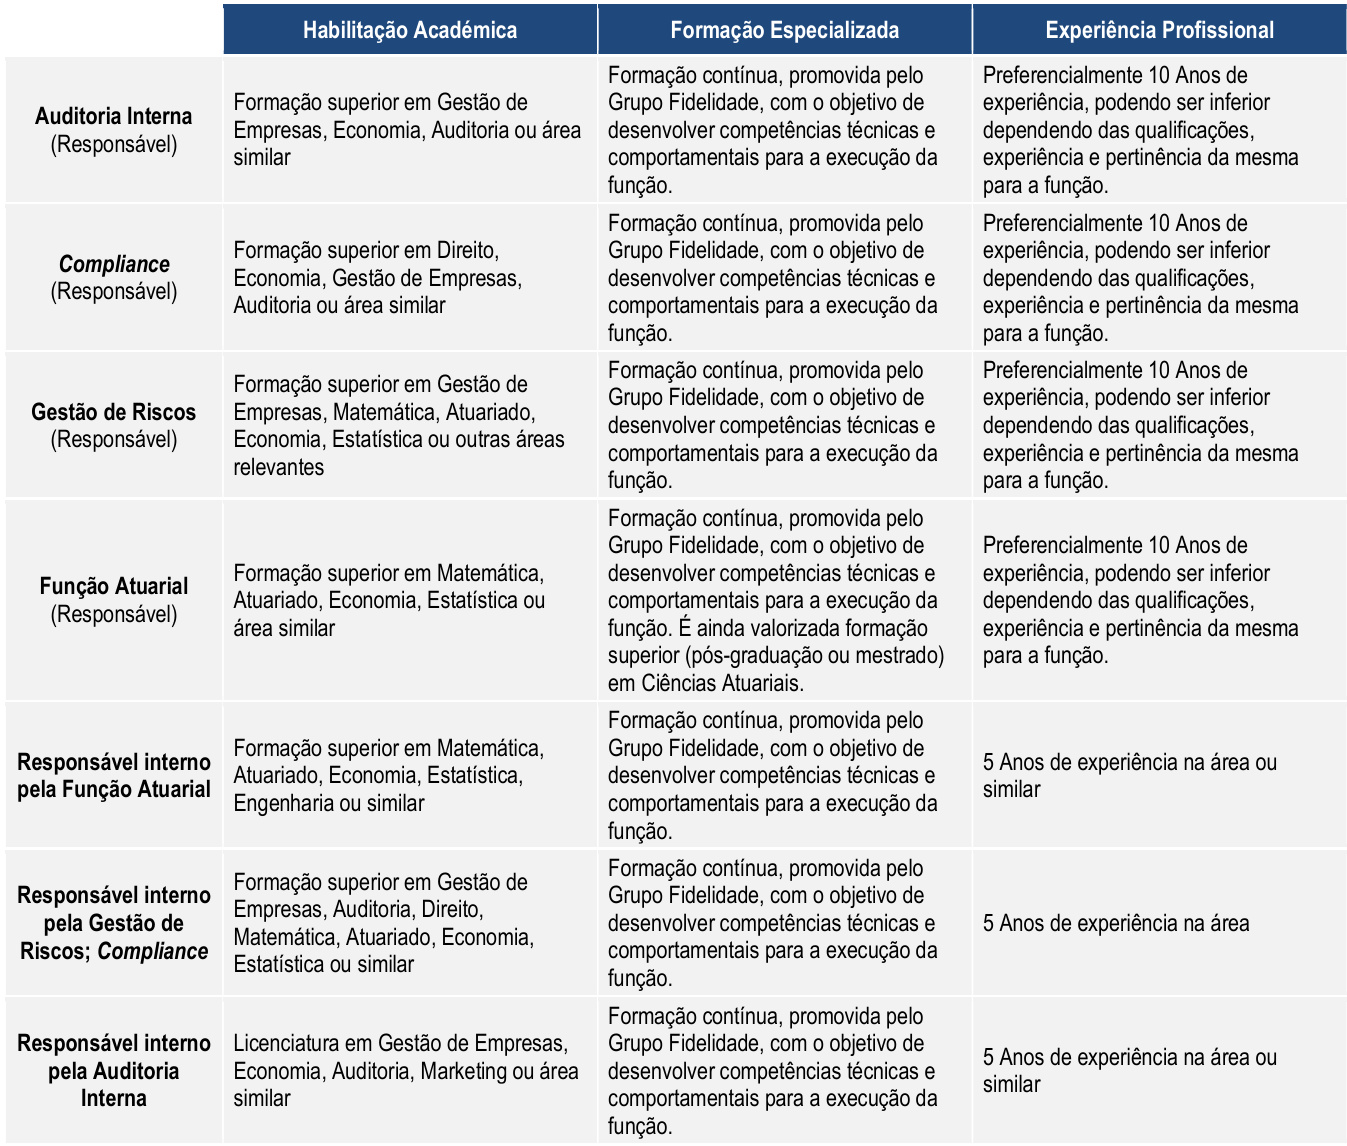 Habilitação Académica
Formação Especializada
Experiência Profissional
Auditoria Interna
(Responsável)
Formação superior em Gestão de
Empresas, Economia, Auditoria ou área
similar
Formação contínua, promovida pelo
Grupo Fidelidade, com o objetivo de
desenvolver competências técnicas e
comportamentais para a execução da
função.
Preferencialmente 10 Anos de
experiência, podendo ser inferior
dependendo das qualificações,
experiência e pertinência da mesma
para a função.
Compliance
(Responsável)
Formação superior em Direito,
Economia, Gestão de Empresas,
Auditoria ou área similar
Formação contínua, promovida pelo
Grupo Fidelidade, com o objetivo de
desenvolver competências técnicas e
comportamentais para a execução da
função.
Preferencialmente 10 Anos de
experiência, podendo ser inferior
dependendo das qualificações,
experiência e pertinência da mesma
para a função.
Gestão de Riscos
(Responsável)
Formação superior em Gestão de
Empresas, Matemática, Atuariado,
Economia, Estatística ou outras áreas
relevantes
Formação contínua, promovida pelo
Grupo Fidelidade, com o objetivo de
desenvolver competências técnicas e
comportamentais para a execução da
função.
Preferencialmente 10 Anos de
experiência, podendo ser inferior
dependendo das qualificações,
experiência e pertinência da mesma
para a função.
Função Atuarial
(Responsável)
Formação superior em Matemática,
Atuariado, Economia, Estatística ou
área similar
Formação contínua, promovida pelo
Grupo Fidelidade, com o objetivo de
desenvolver competências técnicas e
comportamentais para a execução da
função. É ainda valorizada formação
superior (pós-graduação ou mestrado)
em Ciências Atuariais.
Preferencialmente 10 Anos de
experiência, podendo ser inferior
dependendo das qualificações,
experiência e pertinência da mesma
para a função.
Responsável interno
pela Função Atuarial
Formação superior em Matemática,
Atuariado, Economia, Estatística,
Engenharia ou similar
Formação contínua, promovida pelo
Grupo Fidelidade, com o objetivo de
desenvolver competências técnicas e
comportamentais para a execução da
função.
5 Anos de experiência na área ou
similar
Responsável interno
pela Gestão de
Riscos; Compliance
Formação superior em Gestão de
Empresas, Auditoria, Direito,
Matemática, Atuariado, Economia,
Estatística ou similar
Formação contínua, promovida pelo
Grupo Fidelidade, com o objetivo de
desenvolver competências técnicas e
comportamentais para a execução da
função.
5 Anos de experiência na área
Responsável interno
pela Auditoria
Interna
Licenciatura em Gestão de Empresas,
Economia, Auditoria, Marketing ou área
similar
Formação contínua, promovida pelo
Grupo Fidelidade, com o objetivo de
desenvolver competências técnicas e
comportamentais para a execução da
função.
5 Anos de experiência na área ou
similar